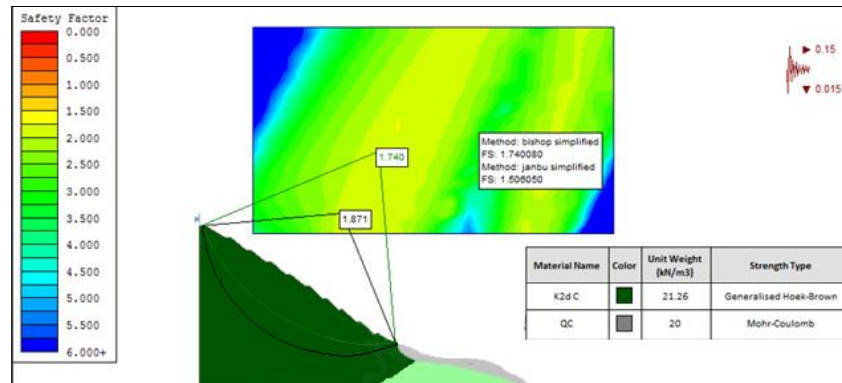 Safety Factor
0.000
0.500
1.000
1.500
2.000
2.500
3.000
3.500
4.000
4.500
5.000
5.500
6.000+
0.15
0.015
1.740
Method: bishop simplified
FS: 1.740080
Method: janbu simplified
FS: 1.506050
1.871
Material Name Color Unit Weight (kN/m3) Strength Type
K2d C 21.26 Generalised Hoek-Brown
QC 20 Mohr-Coulomb